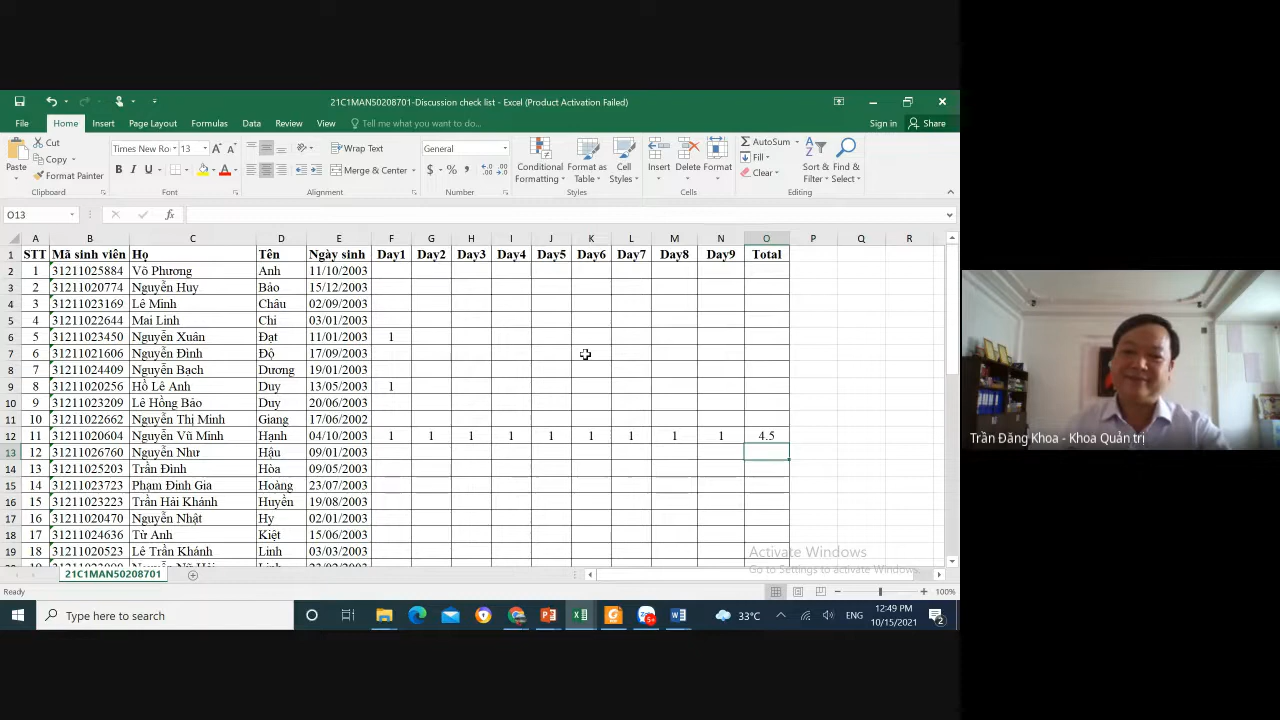 21C1MAN50208701-Discussion check list - Excel (Product Activation Failed)
File Home Insert Page Layout Formulas Data Review View Tell me what you want to do... Sign in Share
Paste Cut Copy Format Painter Clipboard
Times New Ro 13 A A B I U A Font
Wrap Text Merge & Center Alignment
General $ % , Number
Conditional Formatting Format as Table Cell Styles Styles
Insert Delete Format Cells
AutoSum Fill Clear Sort & Filter Find & Select Editing
O13 fx
A B C D E F G H I J K L M N O P Q R
1 STT Mã sinh viên Họ Tên Ngày sinh Day1 Day2 Day3 Day4 Day5 Day6 Day7 Day8 Day9 Total
2 1 31211025884 Võ Phương Anh 11/10/2003
3 2 31211020774 Nguyễn Huy Bảo 15/12/2003
4 3 31211023169 Lê Minh Châu 02/09/2003
5 4 31211022644 Mai Linh Chi 03/01/2003
6 5 31211023450 Nguyễn Xuân Đạt 11/01/2003 1
7 6 31211021606 Nguyễn Đình Độ 17/09/2003
8 7 31211024409 Nguyễn Bạch Dương 19/01/2003
9 8 31211020256 Hồ Lê Anh Duy 13/05/2003 1
10 9 31211023209 Lê Hồng Bảo Duy 20/06/2003
11 10 31211022662 Nguyễn Thị Minh Giang 17/06/2002
12 11 31211020604 Nguyễn Vũ Minh Hạnh 04/10/2003 1 1 1 1 1 1 1 1 1 4.5
13 12 31211026760 Nguyễn Như Hậu 09/01/2003
14 13 31211025203 Trần Đình Hòa 09/05/2003
15 14 31211023723 Phạm Đinh Gia Hoàng 23/07/2003
16 15 31211023223 Trần Hải Khánh Huyền 19/08/2003
17 16 31211020470 Nguyễn Nhật Hy 02/01/2003
18 17 31211024636 Từ Anh Kiệt 15/06/2003
19 18 31211020523 Lê Trần Khánh Linh 03/03/2003
Activate Windows
Go to Settings to activate Windows.
21C1MAN50208701
Ready 100%
Type here to search 33°C ENG 12:49 PM
10/15/2021 2
Trần Đăng Khoa - Khoa Quản trị